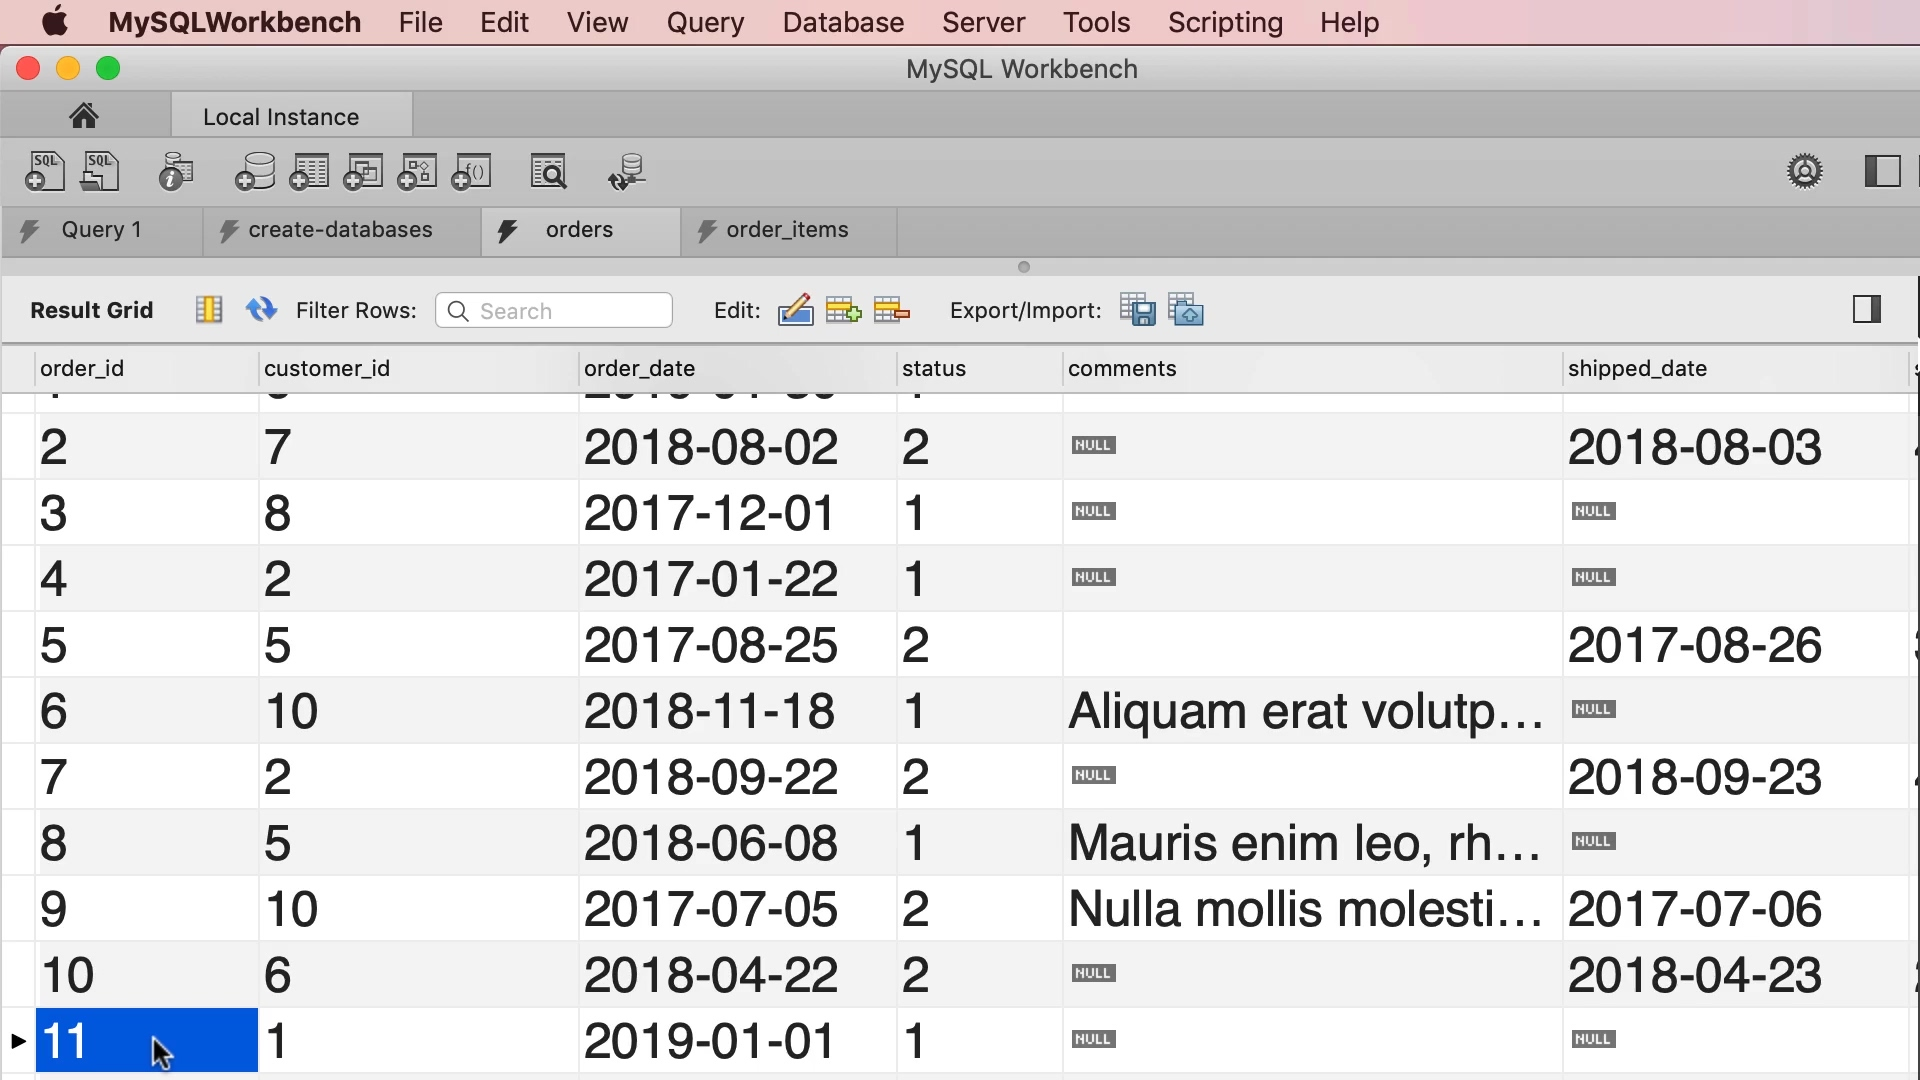 MySQLWorkbench File Edit View Query Database Server Tools Scripting Help
MySQL Workbench
Local Instance
SQL SQL
Query 1 create-databases orders order_items
Result Grid Filter Rows: Search Edit: Export/Import:
order_id customer_id order_date status comments shipped_date
2 7 2018-08-02 2 NULL 2018-08-03
3 8 2017-12-01 1 NULL NULL
4 2 2017-01-22 1 NULL NULL
5 5 2017-08-25 2 2017-08-26
6 10 2018-11-18 1 Aliquam erat volutp... NULL
7 2 2018-09-22 2 NULL 2018-09-23
8 5 2018-06-08 1 Mauris enim leo, rh... NULL
9 10 2017-07-05 2 Nulla mollis molesti... 2017-07-06
10 6 2018-04-22 2 NULL 2018-04-23
11 1 2019-01-01 1 NULL NULL